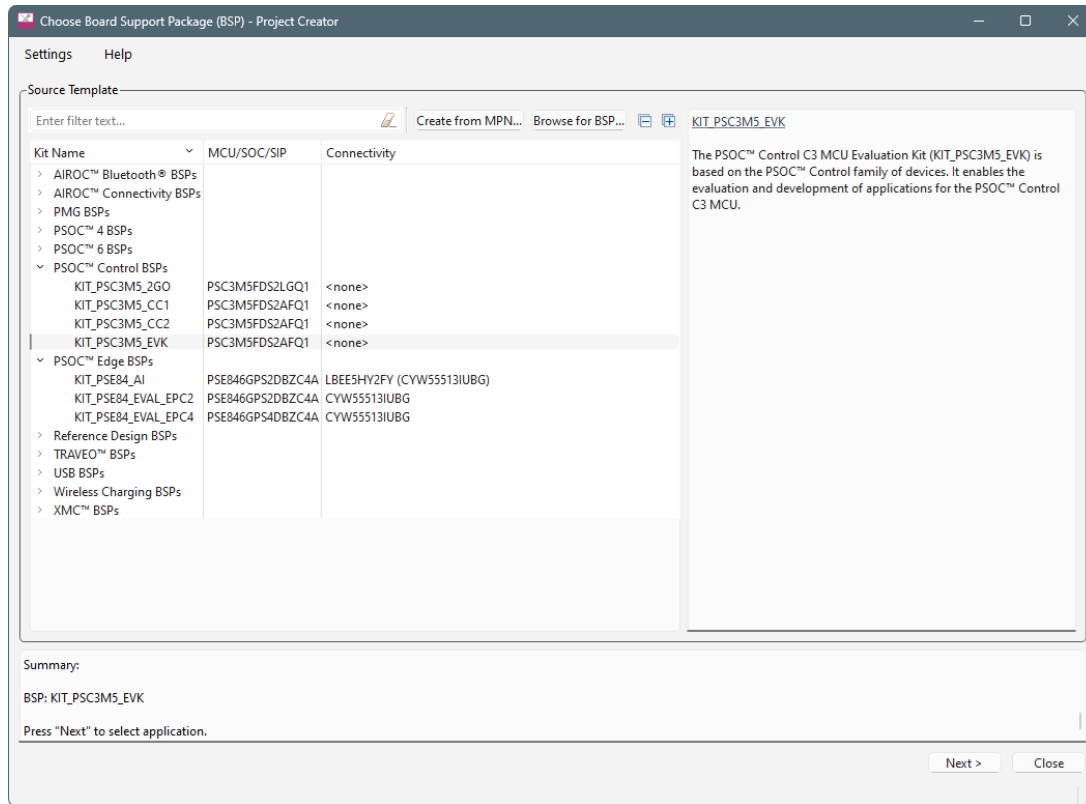 Choose Board Support Package (BSP) - Project Creator
Settings Help
Source Template
Enter filter text... Create from MPN... Browse for BSP...
Kit Name MCU/SOC/SIP Connectivity
AIROC™ Bluetooth® BSPs
AIROC™ Connectivity BSPs
PMG BSPs
PSOC™ 4 BSPs
PSOC™ 6 BSPs
PSOC™ Control BSPs
KIT_PSC3M5_2GO PSC3M5FDS2LGQ1 <none>
KIT_PSC3M5_CC1 PSC3M5FDS2AFQ1 <none>
KIT_PSC3M5_CC2 PSC3M5FDS2AFQ1 <none>
KIT_PSC3M5_EVK PSC3M5FDS2AFQ1 <none>
PSOC™ Edge BSPs
KIT_PSE84_AI PSE846GPS2DBZC4A LBEE5HY2FY (CYW55513IUBG)
KIT_PSE84_EVAL_EPC2 PSE846GPS2DBZC4A CYW55513IUBG
KIT_PSE84_EVAL_EPC4 PSE846GPS4DBZC4A CYW55513IUBG
Reference Design BSPs
TRAVEO™ BSPs
USB BSPs
Wireless Charging BSPs
XMC™ BSPs
KIT_PSC3M5_EVK
The PSOC™ Control C3 MCU Evaluation Kit (KIT_PSC3M5_EVK) is
based on the PSOC™ Control family of devices. It enables the
evaluation and development of applications for the PSOC™ Control
C3 MCU.
Summary:
BSP: KIT_PSC3M5_EVK
Press "Next" to select application.
Next > Close